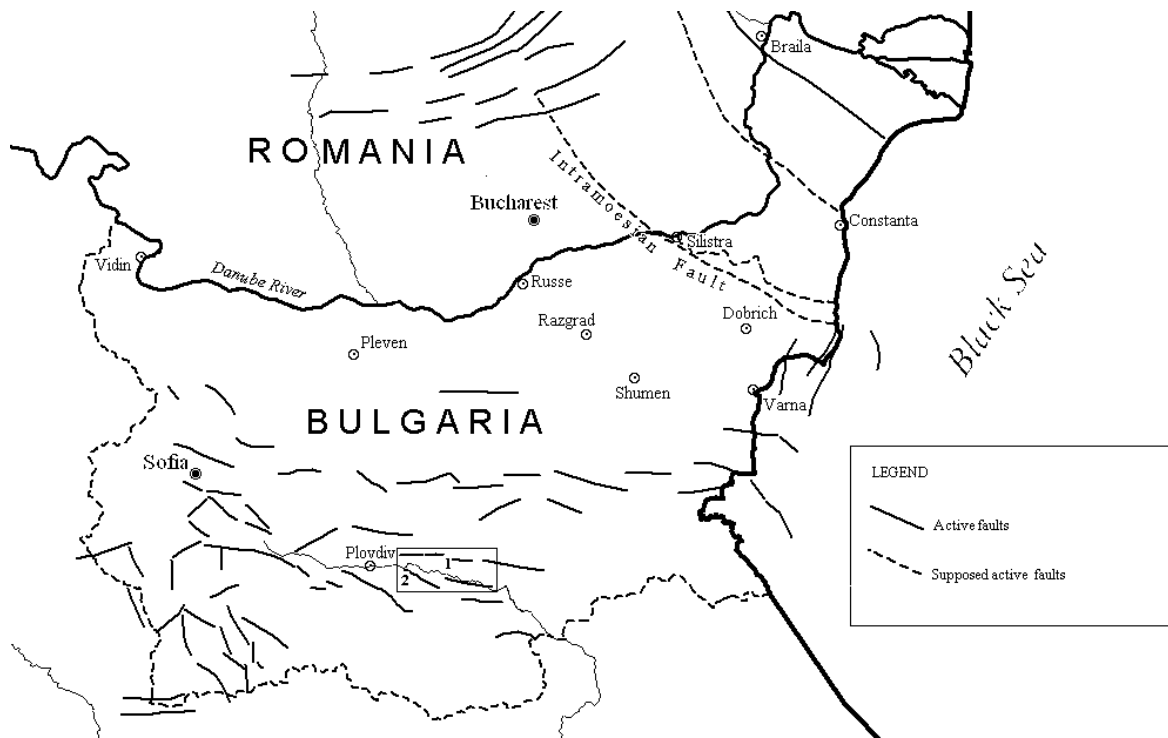 Braila
ROMANIA
Intramoesian Fault
Bucharest
Constanta
Silistra
Vidin
Danube River
Russe
Black Sea
Razgrad
Dobrich
Pleven
Shumen
Varna
BULGARIA
Sofia
LEGEND
Active faults
Plovdiv
1
2
Supposed active faults